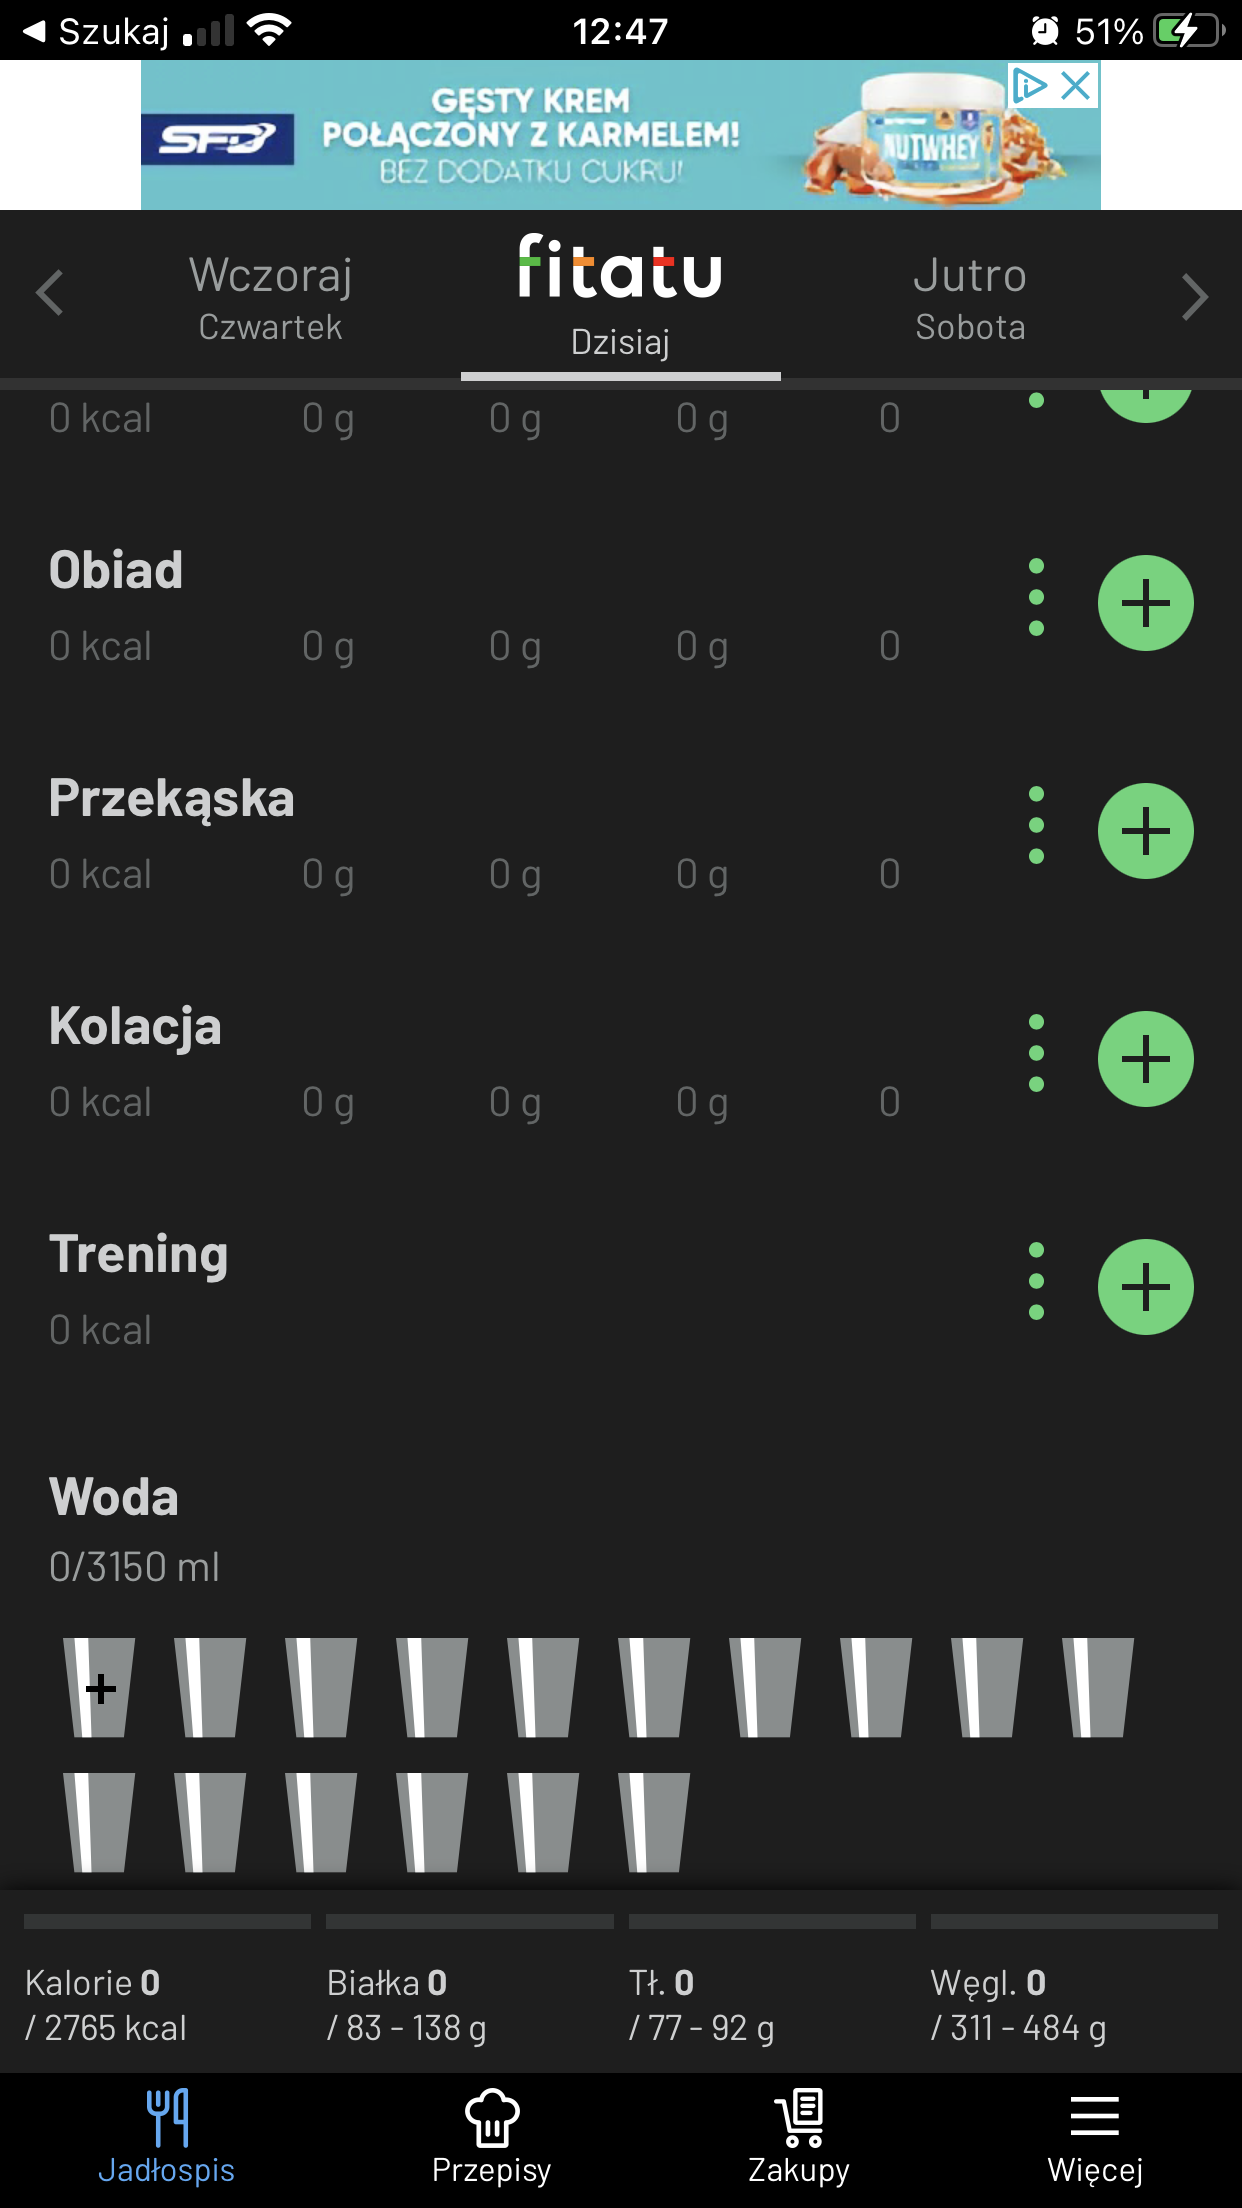 Szukaj 12:47 51%
SFD
GĘSTY KREM
POŁĄCZONY Z KARMELEM!
BEZ DODATKU CUKRU!
NUTWHEY
Wczoraj fitatu Jutro
Czwartek Dzisiaj Sobota
0 kcal 0 g 0 g 0 g 0
Obiad
0 kcal 0 g 0 g 0 g 0
Przekąska
0 kcal 0 g 0 g 0 g 0
Kolacja
0 kcal 0 g 0 g 0 g 0
Trening
0 kcal
Woda
0/3150 ml
Kalorie 0 Białka 0 Tł. 0 Węgl. 0
/ 2765 kcal / 83 - 138 g / 77 - 92 g / 311 - 484 g
Jadłospis Przepisy Zakupy Więcej